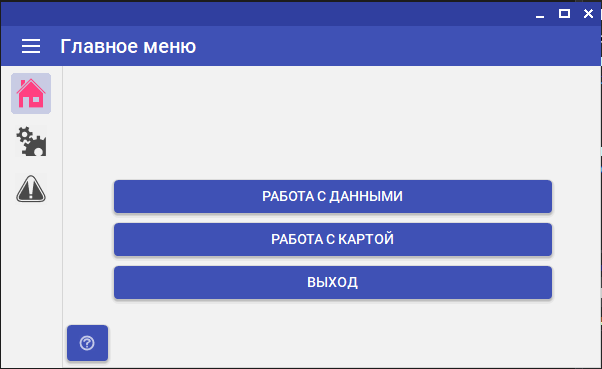 Главное меню
РАБОТА С ДАННЫМИ
РАБОТА С КАРТОЙ
ВЫХОД